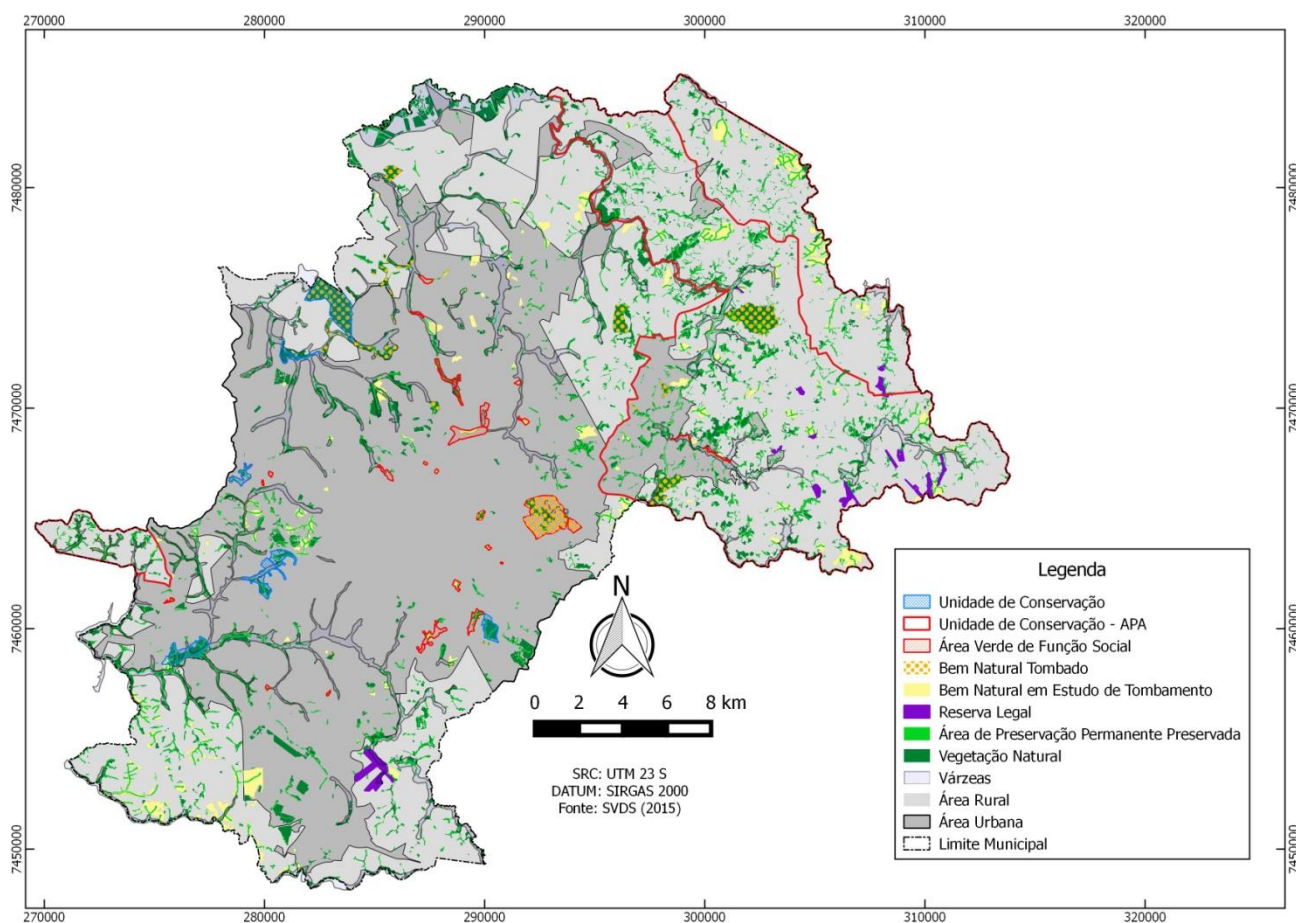 270000 280000 290000 300000 310000 320000
7480000 7480000
7470000 7470000
7460000 7460000
7450000 7450000
N
0 2 4 6 8 km
SRC: UTM 23 S
DATUM: SIRGAS 2000
Fonte: SVDS (2015)
Legenda
Unidade de Conservação
Unidade de Conservação - APA
Área Verde de Função Social
Bem Natural Tombado
Bem Natural em Estudo de Tombamento
Reserva Legal
Área de Preservação Permanente Preservada
Vegetação Natural
Várzeas
Área Rural
Área Urbana
Limite Municipal
270000 280000 290000 300000 310000 320000